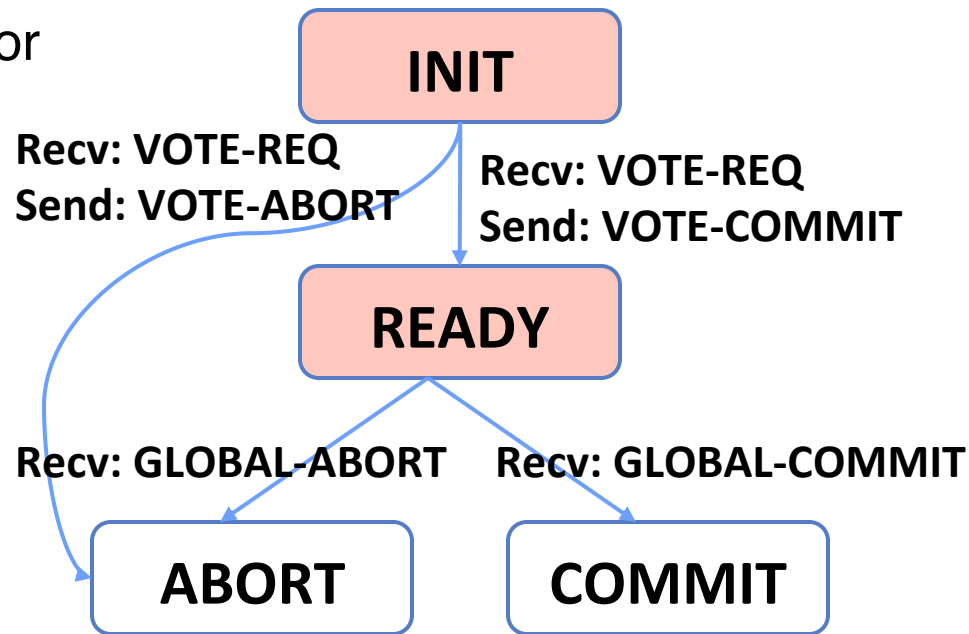 or
INIT
Recv: VOTE-REQ
Send: VOTE-ABORT
Recv: VOTE-REQ
Send: VOTE-COMMIT
READY
Recv: GLOBAL-ABORT
Recv: GLOBAL-COMMIT
ABORT
COMMIT